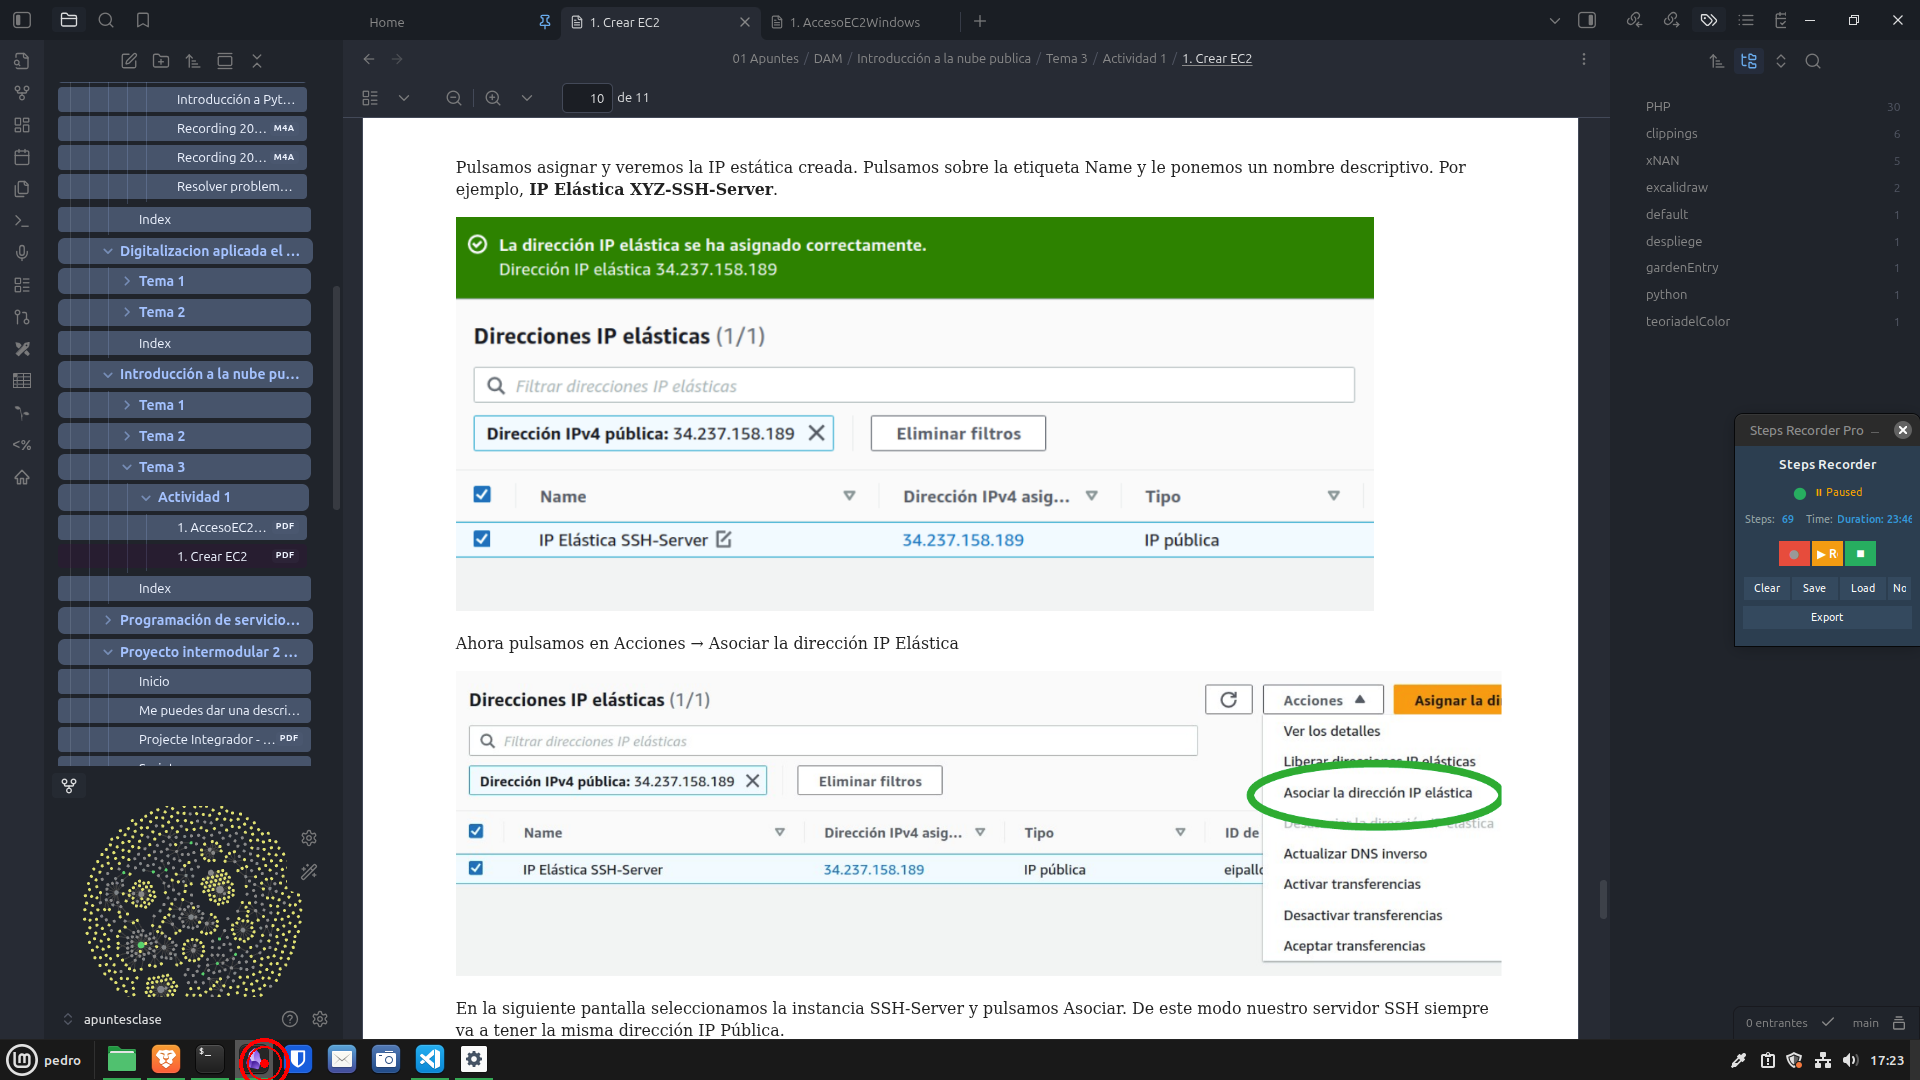 Home
1. Crear EC2
1. AccesoEC2Windows
01 Apuntes / DAM / Introducción a la nube publica / Tema 3 / Actividad 1 / 1. Crear EC2
10 de 11
Introducción a Pyt...
Recording 20... M4A
Recording 20... M4A
Resolver problem...
Index
Digitalizacion aplicada el ...
Tema 1
Tema 2
Index
Introducción a la nube pu...
Tema 1
Tema 2
Tema 3
Actividad 1
1. AccesoEC2... PDF
1. Crear EC2 PDF
Index
Programación de servicio...
Proyecto intermodular 2 ...
Inicio
Me puedes dar una descri...
Projecte Integrador - ... PDF
apuntesclase
Pulsamos asignar y veremos la IP estática creada. Pulsamos sobre la etiqueta Name y le ponemos un nombre descriptivo. Por
ejemplo, IP Elástica XYZ-SSH-Server.
La dirección IP elástica se ha asignado correctamente.
Dirección IP elástica 34.237.158.189
Direcciones IP elásticas (1/1)
Filtrar direcciones IP elásticas
Dirección IPv4 pública: 34.237.158.189
Eliminar filtros
Name Dirección IPv4 asig... Tipo
IP Elástica SSH-Server 34.237.158.189 IP pública
Ahora pulsamos en Acciones → Asociar la dirección IP Elástica
Direcciones IP elásticas (1/1)
Acciones
Asignar la di
Filtrar direcciones IP elásticas
Dirección IPv4 pública: 34.237.158.189
Eliminar filtros
Name Dirección IPv4 asig... Tipo ID de
IP Elástica SSH-Server 34.237.158.189 IP pública eipallo
Ver los detalles
Liberar direcciones IP elásticas
Asociar la dirección IP elástica
Desasociar la dirección IP elástica
Actualizar DNS inverso
Activar transferencias
Desactivar transferencias
Aceptar transferencias
En la siguiente pantalla seleccionamos la instancia SSH-Server y pulsamos Asociar. De este modo nuestro servidor SSH siempre
va a tener la misma dirección IP Pública.
PHP 30
clippings 6
xNAN 5
excalidraw 2
default 1
despliege 1
gardenEntry 1
python 1
teoriadelColor 1
Steps Recorder Pro
Steps Recorder
Paused
Steps: 69 Time: Duration: 23:46
R
Clear Save Load No
Export
0 entrantes main
pedro
17:23